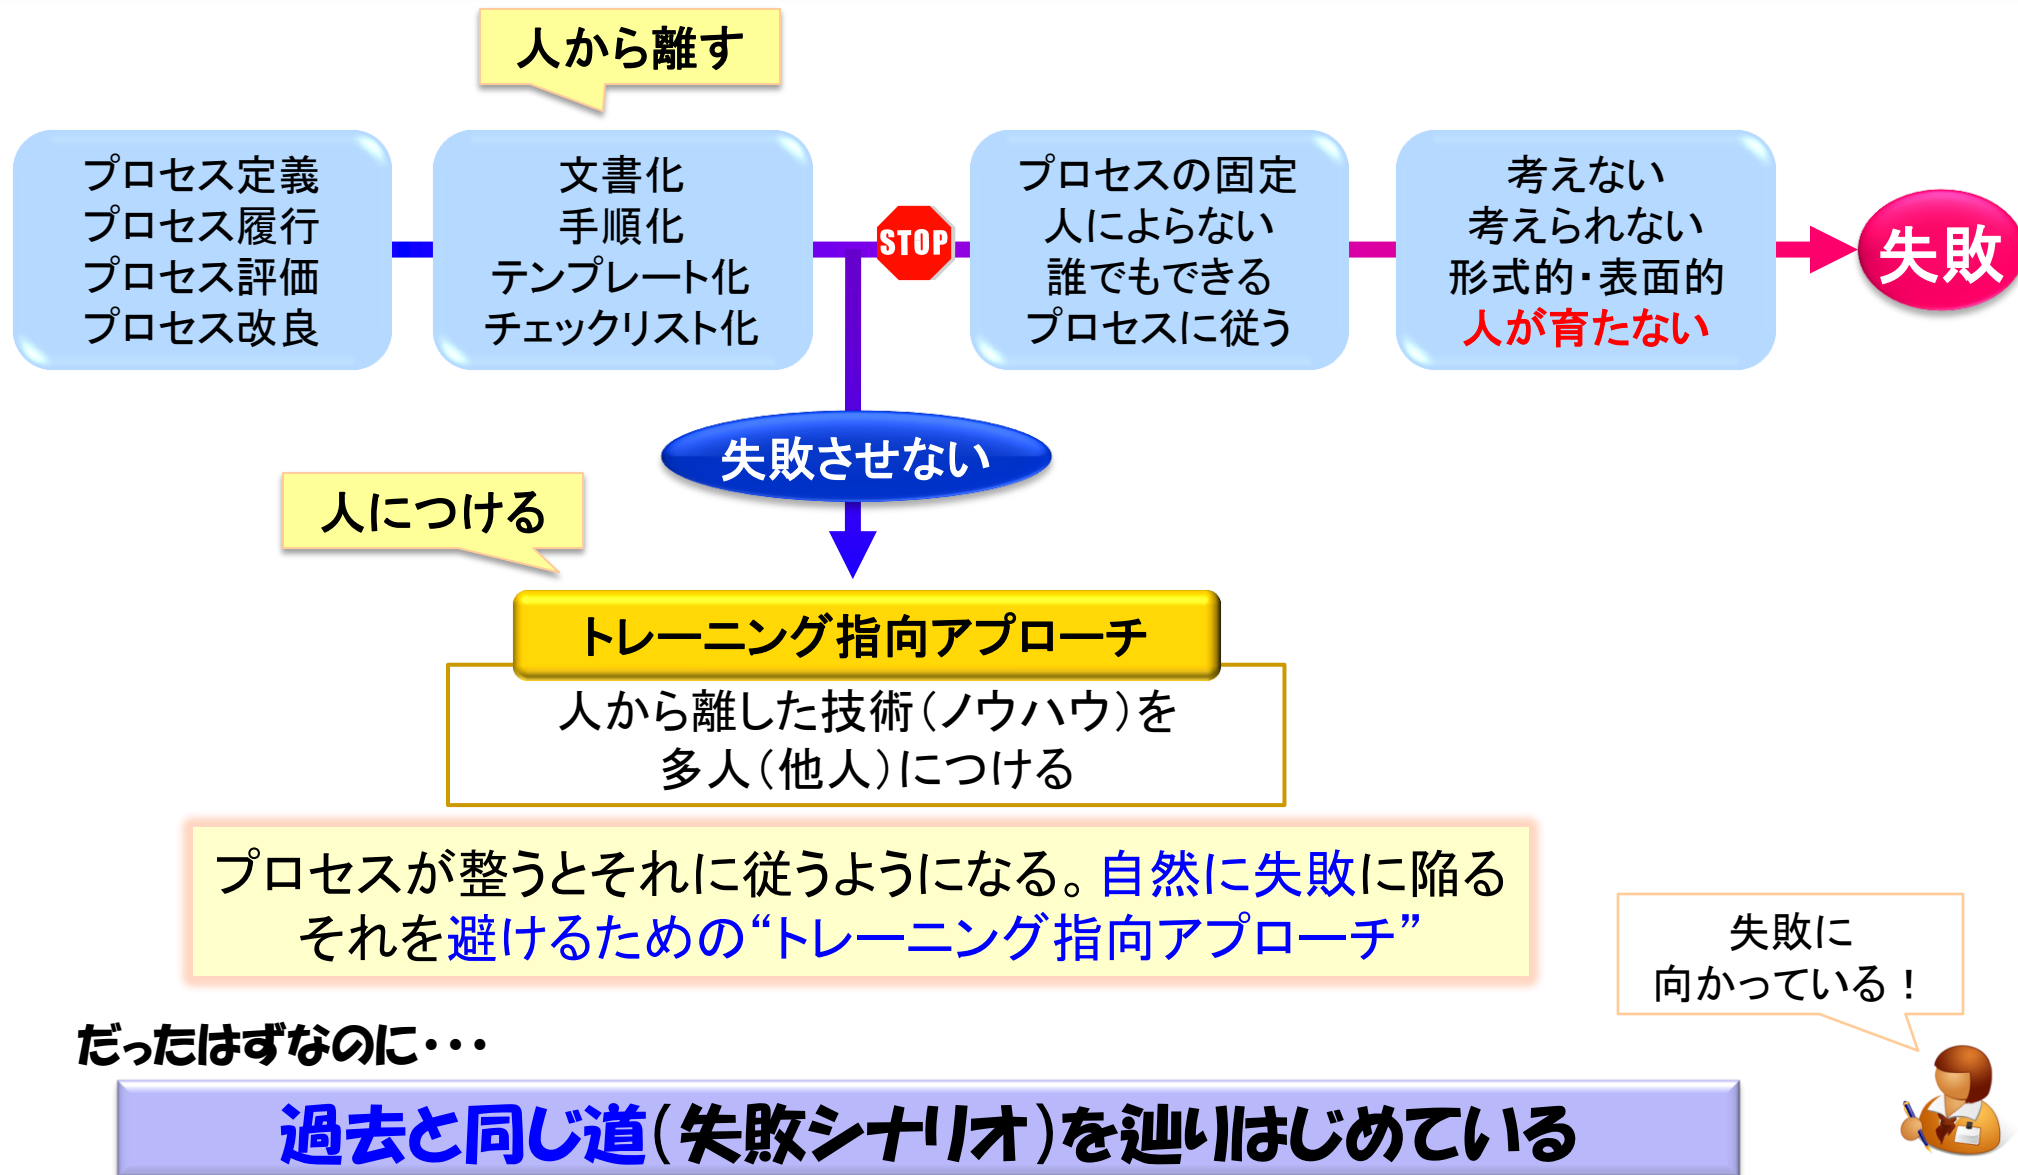 人から離す
プロセス定義
プロセス履行
プロセス評価
プロセス改良
文書化
手順化
テンプレート化
チェックリスト化
STOP
プロセスの固定
人によらない
誰でもできる
プロセスに従う
考えない
考えられない
形式的・表面的
人が育たない
失敗
失敗させない
人につける
トレーニング指向アプローチ
人から離した技術(ノウハウ)を
多人(他人)につける
プロセスが整うとそれに従うようになる。自然に失敗に陥る
それを避けるための“トレーニング指向アプローチ”
失敗に
向かっている！
だったはずなのに・・・
過去と同じ道(失敗シナリオ)を辿りはじめている